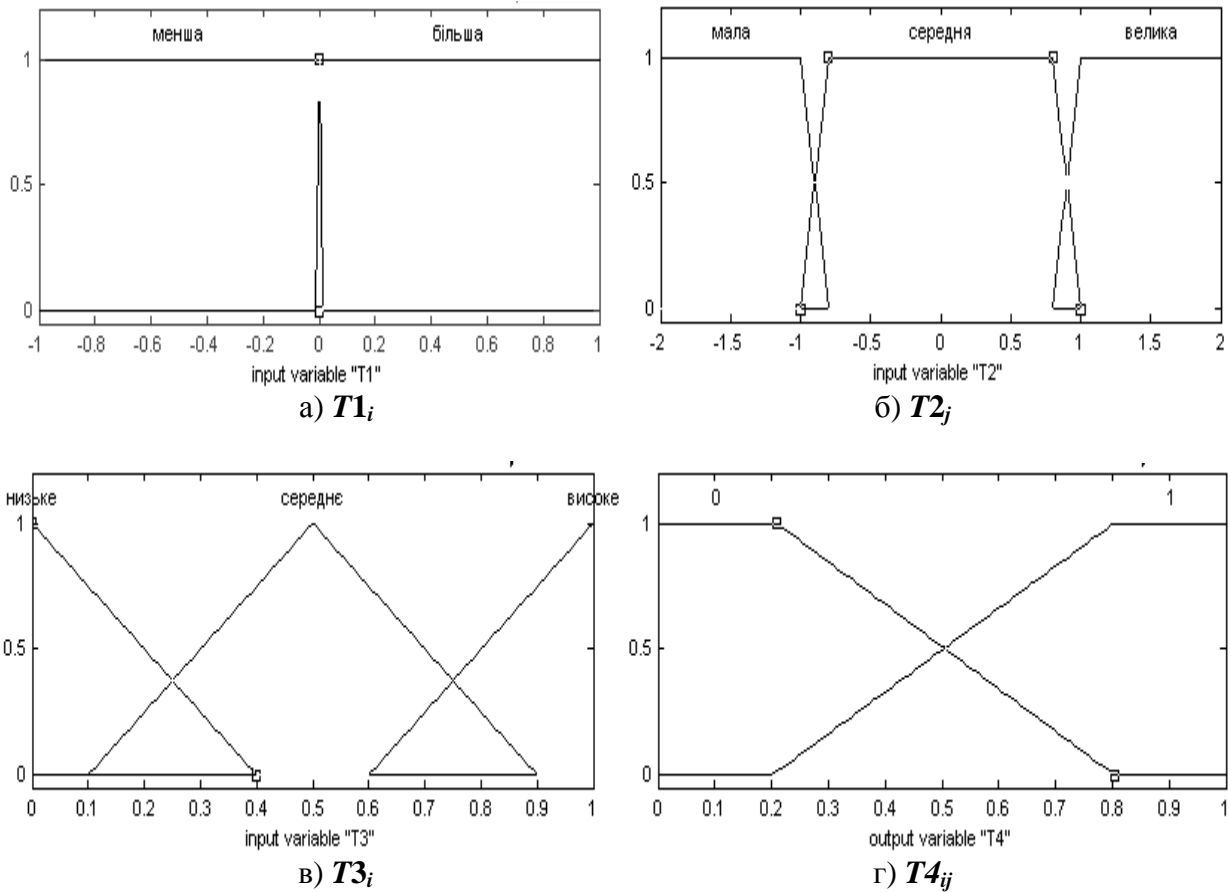 менша більша
1
0.5
0
-1 -0.8 -0.6 -0.4 -0.2 0 0.2 0.4 0.6 0.8 1
input variable "T1"
а) T1i
мала середня велика
1
0.5
0
-2 -1.5 -1 -0.5 0 0.5 1 1.5 2
input variable "T2"
б) T2j
низьке середнє високе
1
0.5
0
0 0.1 0.2 0.3 0.4 0.5 0.6 0.7 0.8 0.9 1
input variable "T3"
в) T3i
0 1
1
0.5
0
0 0.1 0.2 0.3 0.4 0.5 0.6 0.7 0.8 0.9 1
output variable "T4"
г) T4ij